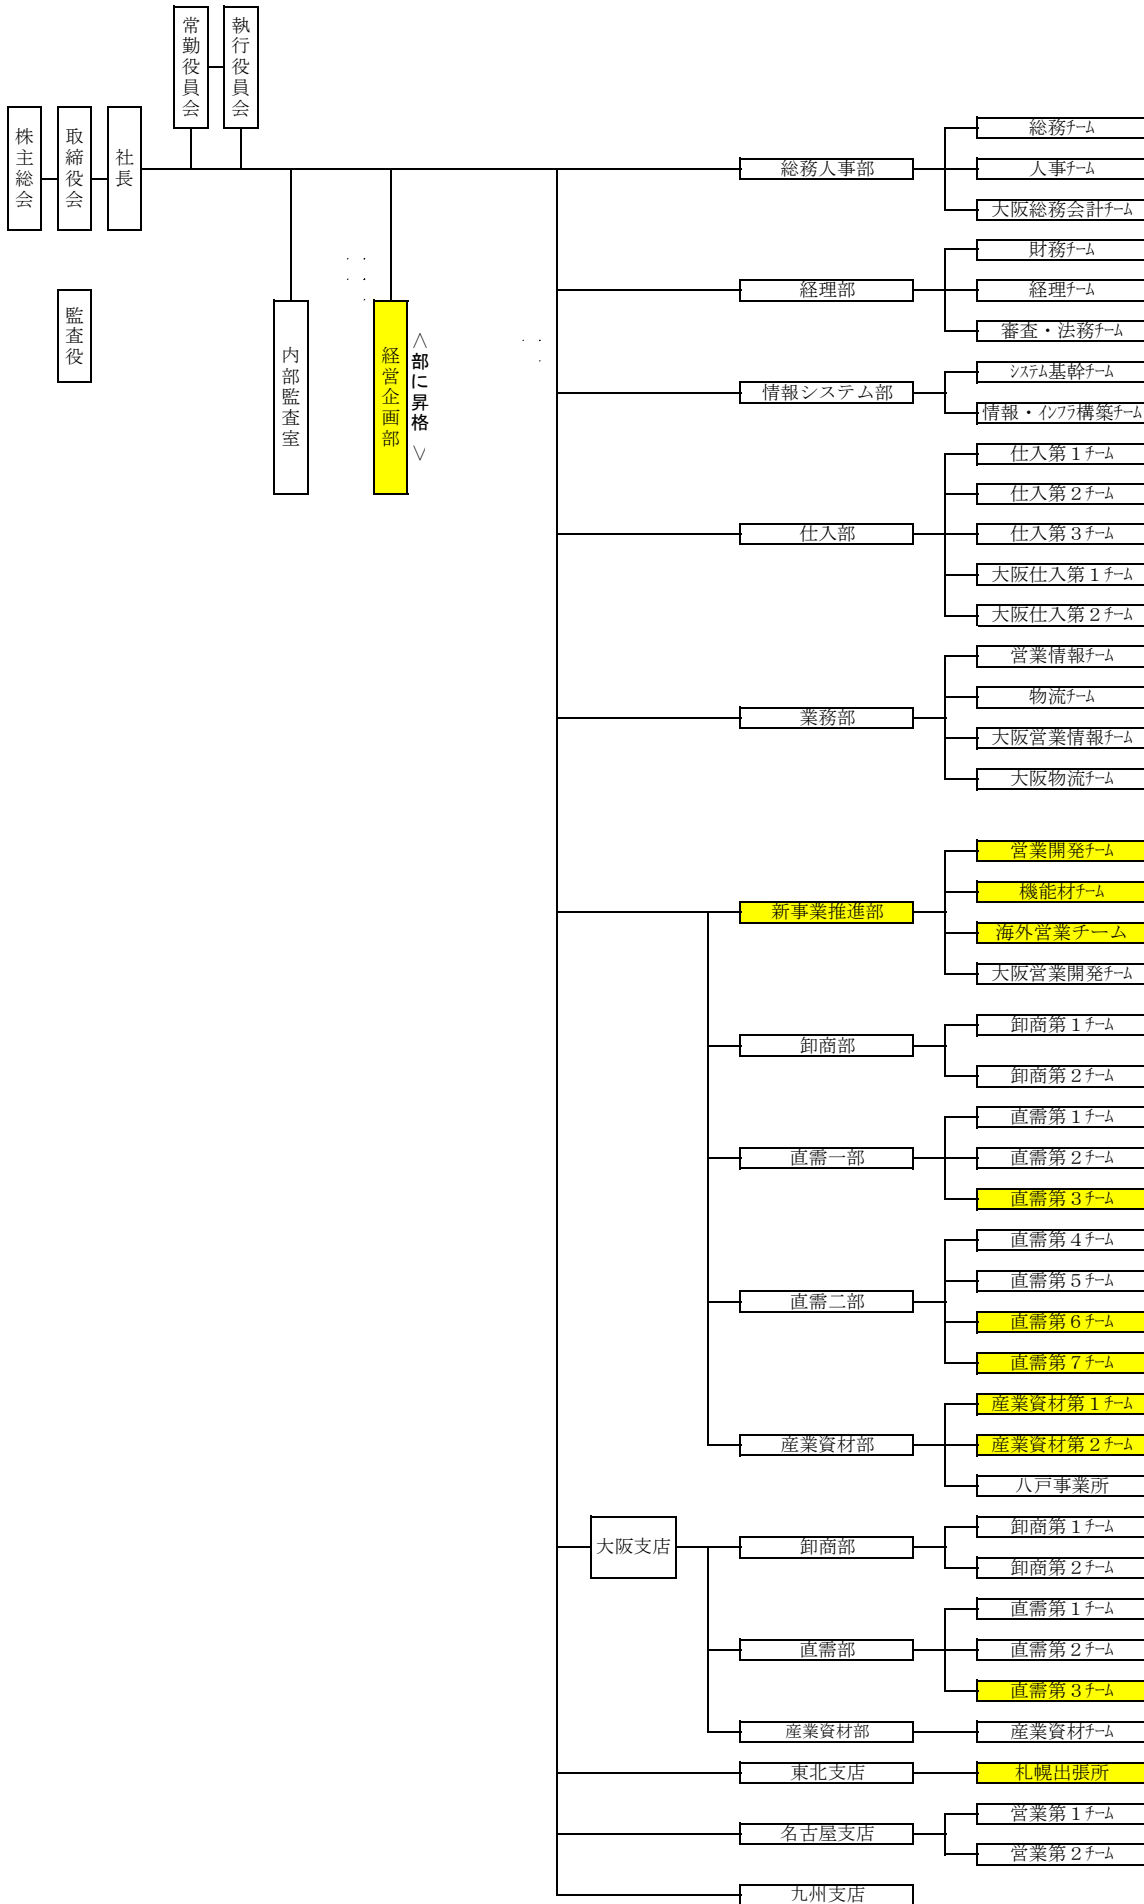 常勤役員会
執行役員会
株主総会
取締役会
社長
監査役
内部監査室
経営企画部
＜部に昇格＞
総務人事部
総務ﾁｰﾑ
人事ﾁｰﾑ
大阪総務会計ﾁｰﾑ
経理部
財務ﾁｰﾑ
経理ﾁｰﾑ
審査・法務ﾁｰﾑ
情報システム部
ｼｽﾃﾑ基幹ﾁｰﾑ
情報・ｲﾝﾌﾗ構築ﾁｰﾑ
仕入部
仕入第１ﾁｰﾑ
仕入第２ﾁｰﾑ
仕入第３ﾁｰﾑ
大阪仕入第１ﾁｰﾑ
大阪仕入第２ﾁｰﾑ
業務部
営業情報ﾁｰﾑ
物流ﾁｰﾑ
大阪営業情報ﾁｰﾑ
大阪物流ﾁｰﾑ
新事業推進部
営業開発ﾁｰﾑ
機能材ﾁｰﾑ
海外営業チーム
大阪営業開発ﾁｰﾑ
卸商部
卸商第１ﾁｰﾑ
卸商第２ﾁｰﾑ
直需一部
直需第１ﾁｰﾑ
直需第２ﾁｰﾑ
直需第３ﾁｰﾑ
直需二部
直需第４ﾁｰﾑ
直需第５ﾁｰﾑ
直需第６ﾁｰﾑ
直需第７ﾁｰﾑ
産業資材部
産業資材第１ﾁｰﾑ
産業資材第２ﾁｰﾑ
八戸事業所
大阪支店
卸商部
卸商第１ﾁｰﾑ
卸商第２ﾁｰﾑ
直需部
直需第１ﾁｰﾑ
直需第２ﾁｰﾑ
直需第３ﾁｰﾑ
産業資材部
産業資材ﾁｰﾑ
東北支店
札幌出張所
名古屋支店
営業第１ﾁｰﾑ
営業第２ﾁｰﾑ
九州支店